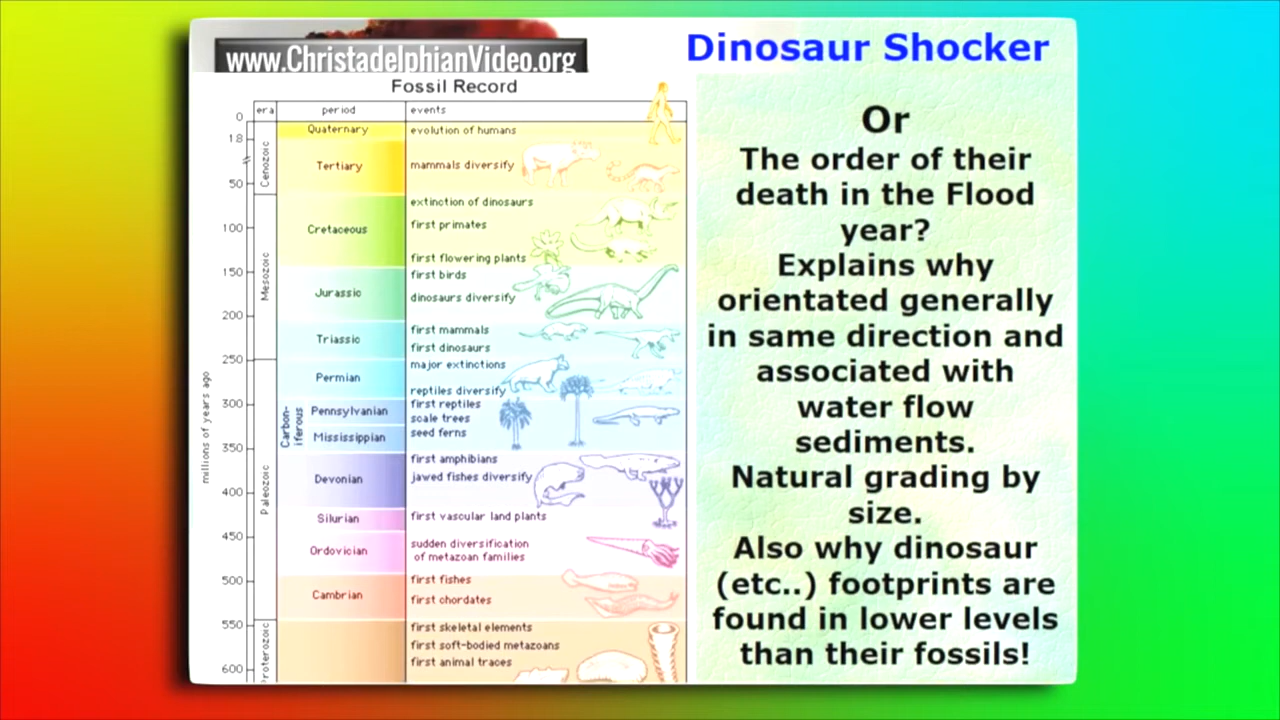 www.ChristadelphianVideo.org
Dinosaur Shocker
Fossil Record
era period events
0
1.8
50
100
150
200
250
300
350
400
450
500
550
600
millions of years ago
Cenozoic
Mesozoic
Paleozoic
Proterozoic
Quaternary evolution of humans
Tertiary mammals diversify
Cretaceous
extinction of dinosaurs
first primates
first flowering plants
Jurassic
first birds
dinosaurs diversify
Triassic
first mammals
first dinosaurs
Permian
major extinctions
reptiles diversify
Carbon-
iferous
Pennsylvanian
Mississippian
first reptiles
scale trees
seed ferns
Devonian
first amphibians
jawed fishes diversify
Silurian first vascular land plants
Ordovician
sudden diversification
of metazoan families
Cambrian
first fishes
first chordates
first skeletal elements
first soft-bodied metazoans
first animal traces
Or
The order of their
death in the Flood
year?
Explains why
orientated generally
in same direction and
associated with
water flow
sediments.
Natural grading by
size.
Also why dinosaur
(etc..) footprints are
found in lower levels
than their fossils!